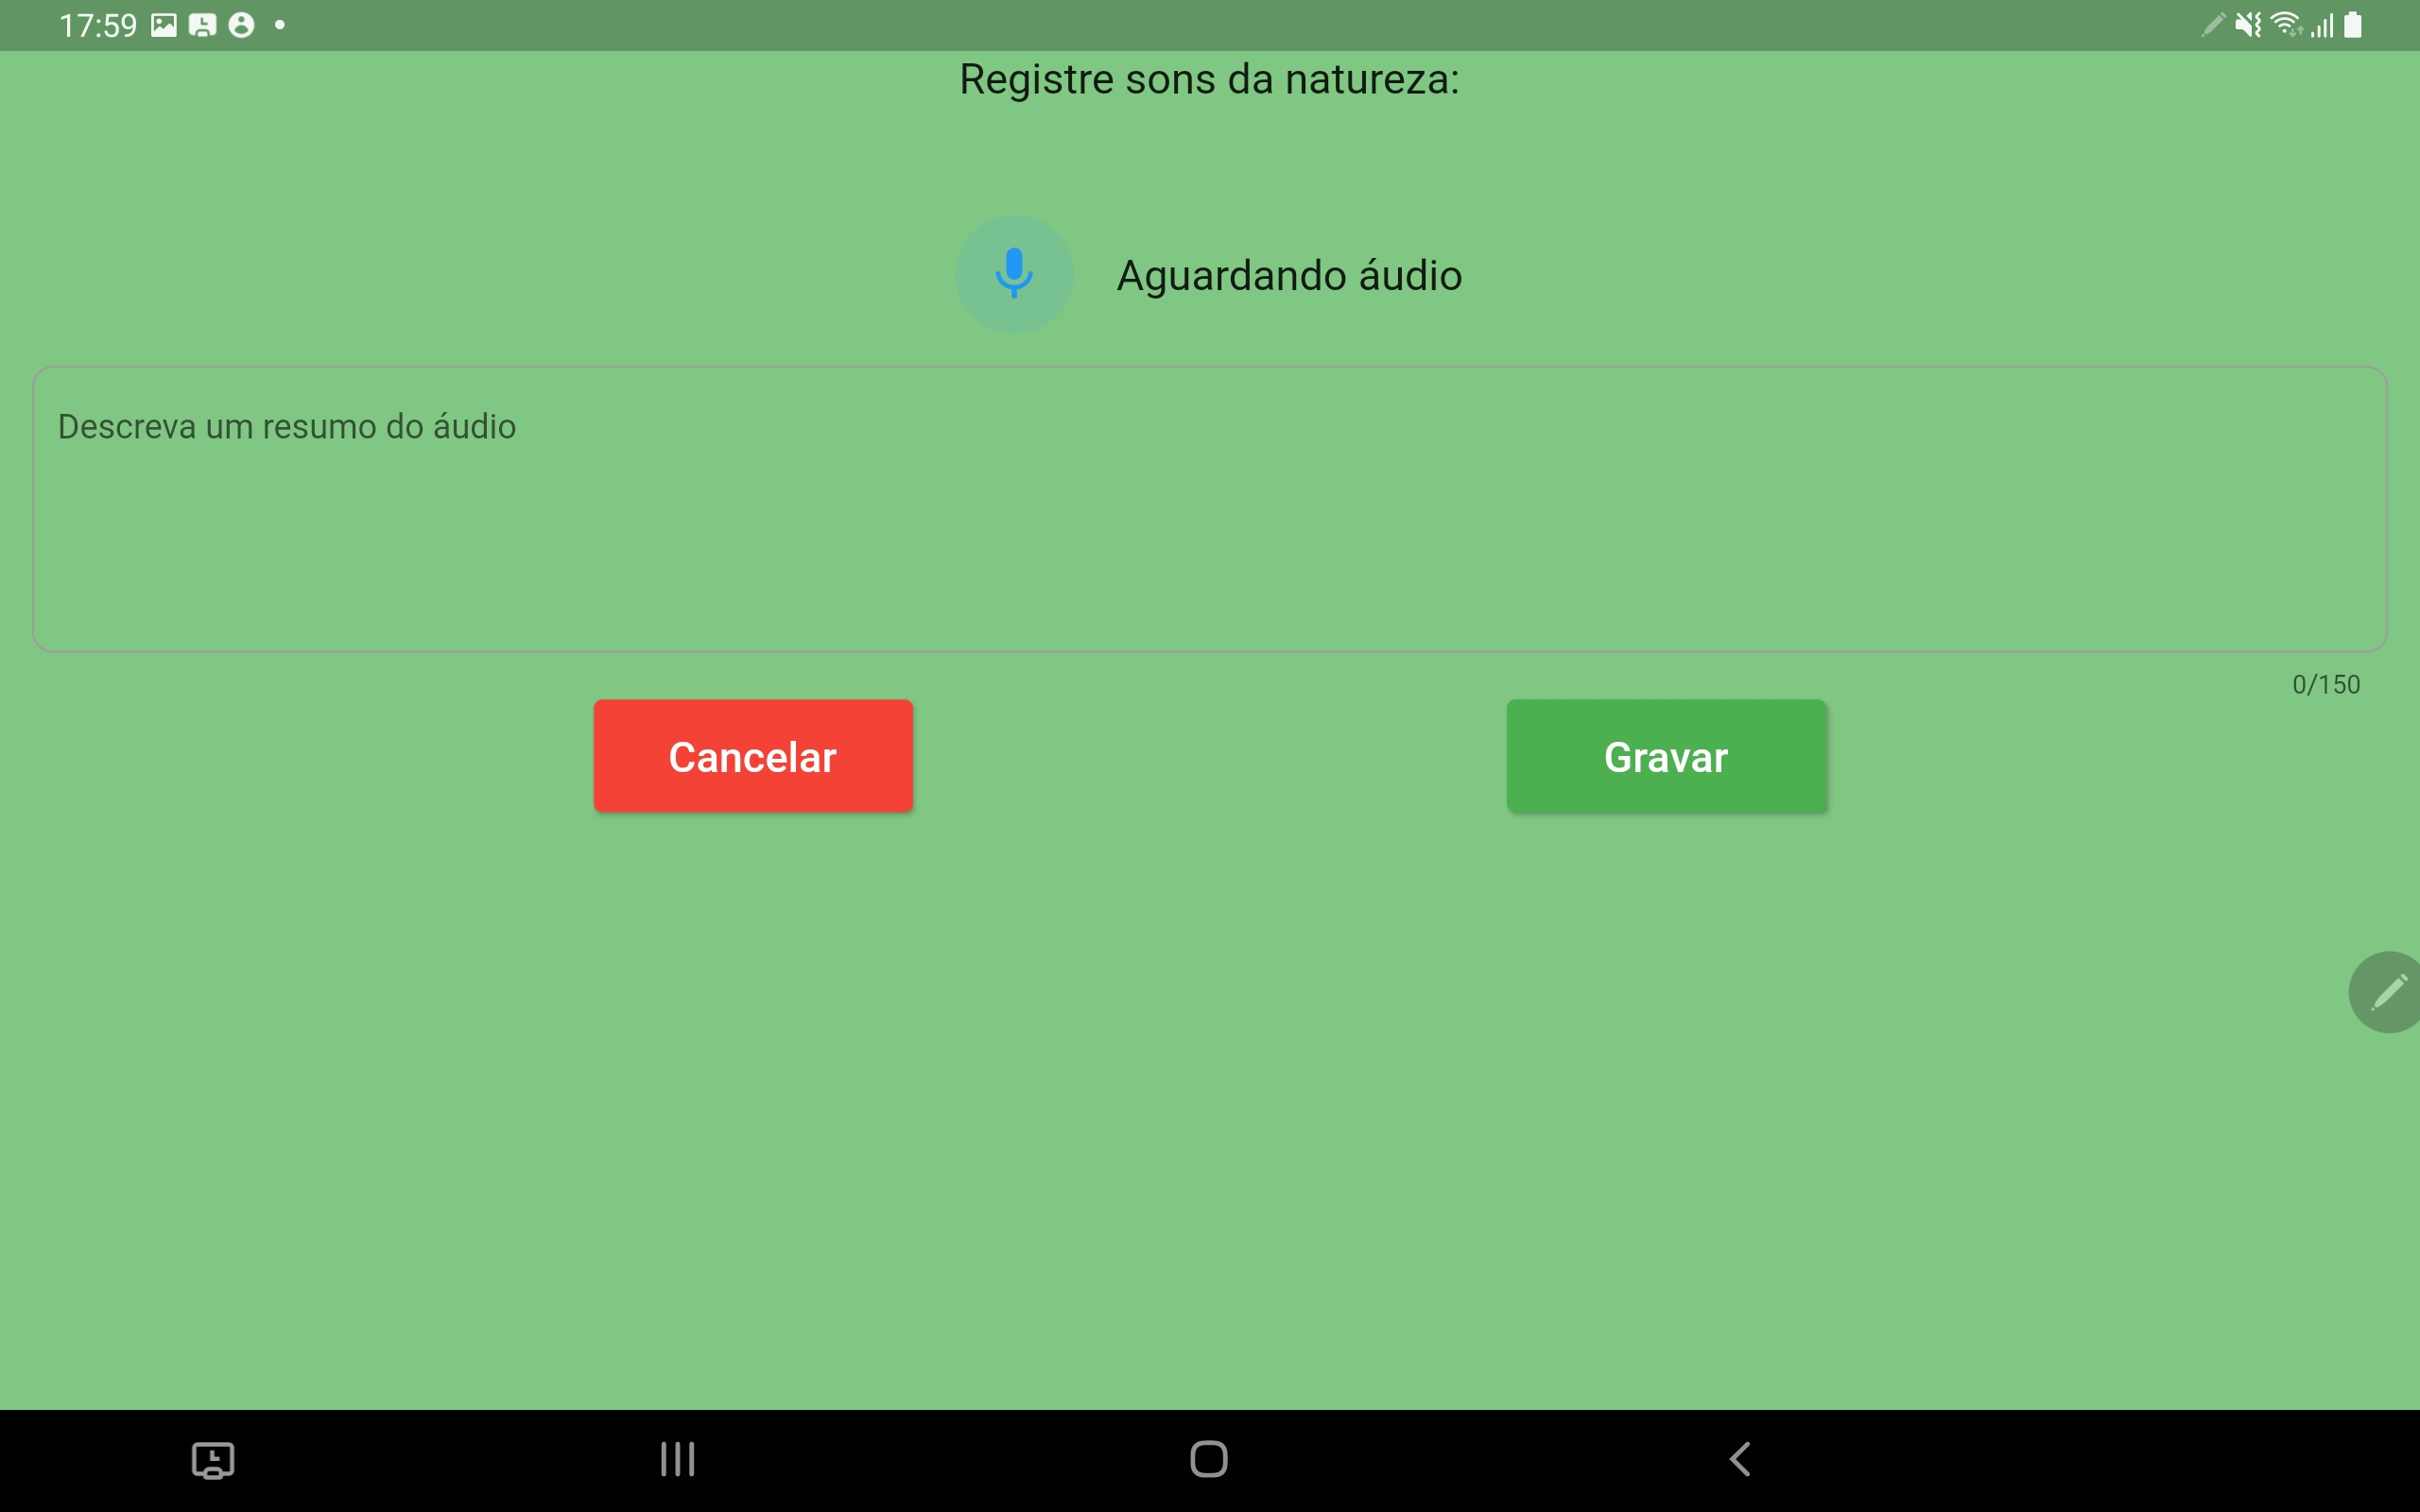 17:59
Registre sons da natureza:
Aguardando áudio
Descreva um resumo do áudio
0/150
Cancelar
Gravar